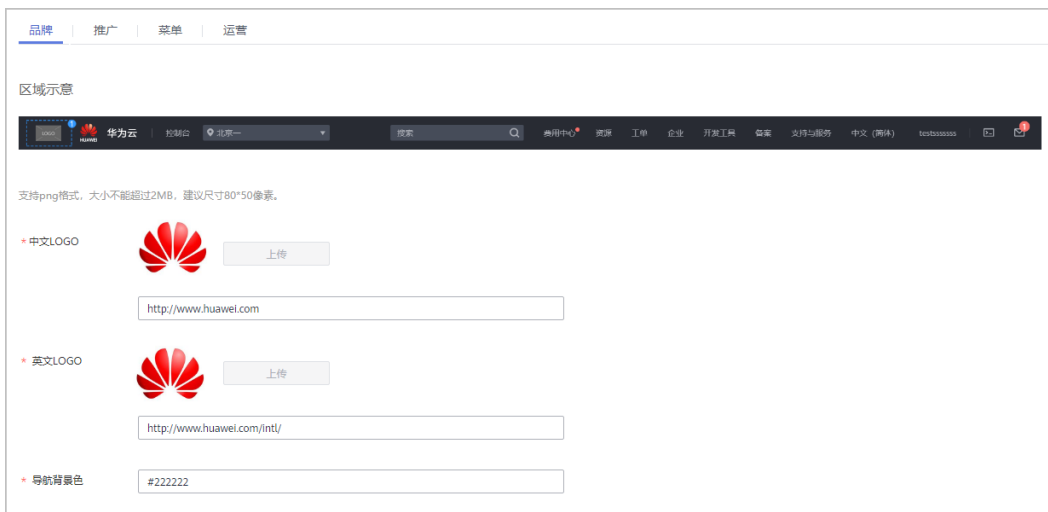 品牌 推广 菜单 运营
区域示意
LOGO 1 HUAWEI 华为云 控制台 北京一 搜索 费用中心 资源 工单 企业 开发工具 备案 支持与服务 中文 (简体) testsssssss 1
支持png格式，大小不能超过2MB，建议尺寸80*50像素。
* 中文LOGO 上传
http://www.huawei.com
* 英文LOGO 上传
http://www.huawei.com/intl/
* 导航背景色 #222222